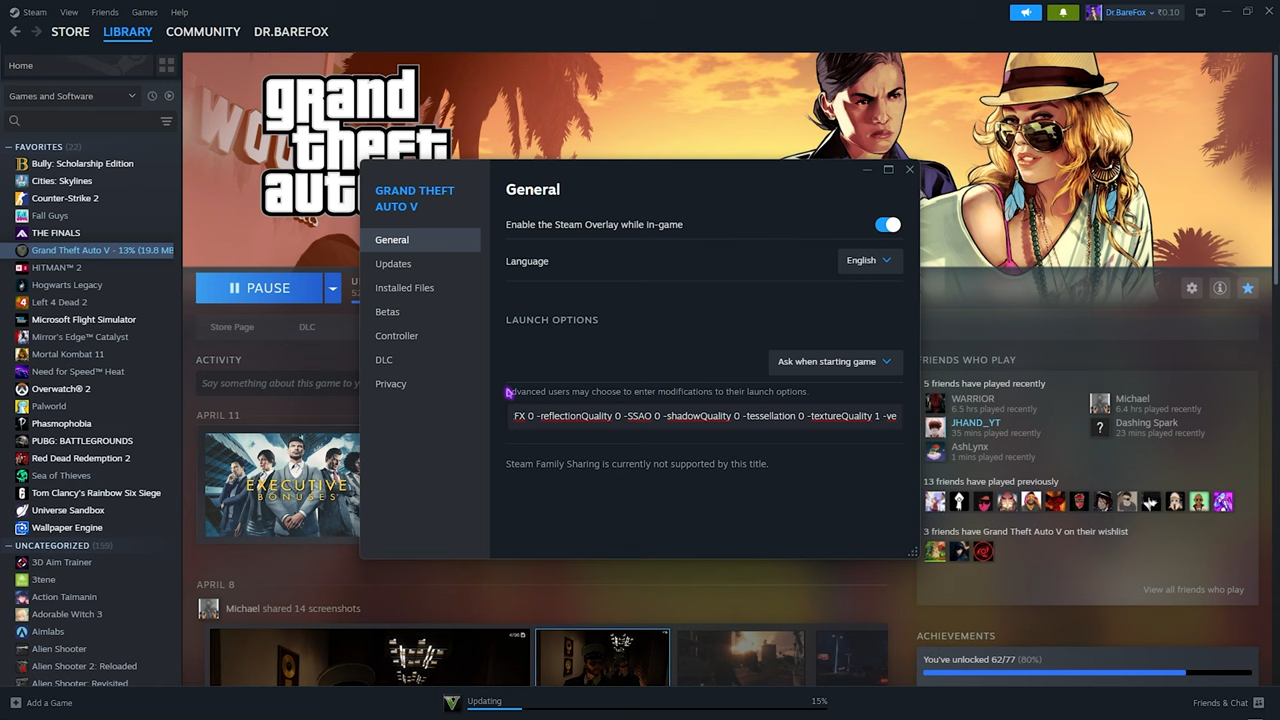 Steam View Friends Games Help
Dr.BareFox ₹0.10
STORE LIBRARY COMMUNITY DR.BAREFOX
Home
Games and Software
FAVORITES (22)
Bully: Scholarship Edition
Cities: Skylines
Counter-Strike 2
Fall Guys
THE FINALS
Grand Theft Auto V - 13% (19.8 MB
HITMAN™ 2
Hogwarts Legacy
Left 4 Dead 2
Microsoft Flight Simulator
Mirror's Edge™ Catalyst
Mortal Kombat 11
Need for Speed™ Heat
Overwatch® 2
Palworld
Phasmophobia
PUBG: BATTLEGROUNDS
Red Dead Redemption 2
Sea of Thieves
Tom Clancy's Rainbow Six Siege
Universe Sandbox
Wallpaper Engine
UNCATEGORIZED (159)
3D Aim Trainer
3tene
Action Taimanin
Adorable Witch 3
Aimlabs
Alien Shooter
Alien Shooter 2: Reloaded
Alien Shooter: Revisited
Add a Game
grand
theft
PAUSE
Store Page DLC
ACTIVITY
Say something about this game to y
APRIL 11
EXECUTIVE
BONUSES
APRIL 8
Michael shared 14 screenshots
GRAND THEFT
AUTO V
General
Updates
Installed Files
Betas
Controller
DLC
Privacy
General
Enable the Steam Overlay while in-game
Language English
LAUNCH OPTIONS
Ask when starting game
Advanced users may choose to enter modifications to their launch options.
FX 0 -reflectionQuality 0 -SSAO 0 -shadowQuality 0 -tessellation 0 -textureQuality 1 -ve
Steam Family Sharing is currently not supported by this title.
FRIENDS WHO PLAY
5 friends have played recently
WARRIOR
6.5 hrs played recently
Michael
6.4 hrs played recently
JHAND_YT
35 mins played recently
Dashing Spark
23 mins played recently
AshLynx
1 mins played recently
13 friends have played previously
3 friends have Grand Theft Auto V on their wishlist
View all friends who play
ACHIEVEMENTS
You've unlocked 62/77 (80%)
Updating 15%
Friends & Chat